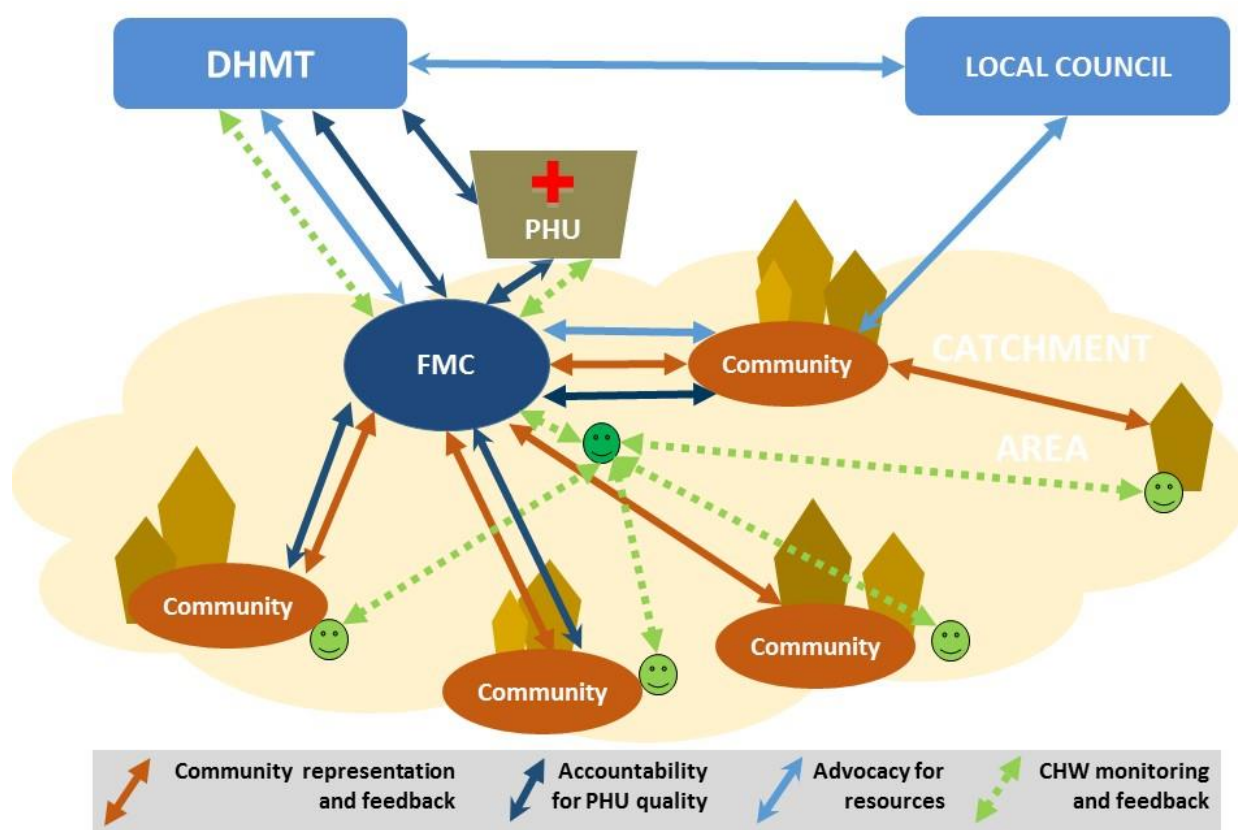 DHMT
LOCAL COUNCIL
PHU
FMC
Community
CATCHMENT
AREA
Community
Community
Community
Community representation
and feedback
Accountability
for PHU quality
Advocacy for
resources
CHW monitoring
and feedback